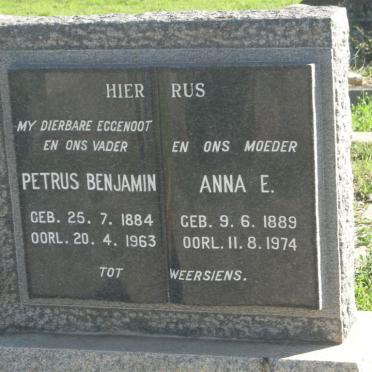 HIER RUS
MY DIERBARE EGGENOOT
EN ONS VADER
PETRUS BENJAMIN
GEB. 25. 7. 1884
OORL. 20. 4. 1963
EN ONS MOEDER
ANNA E.
GEB. 9. 6. 1889
OORL. 11. 8. 1974
TOT WEERSIENS.